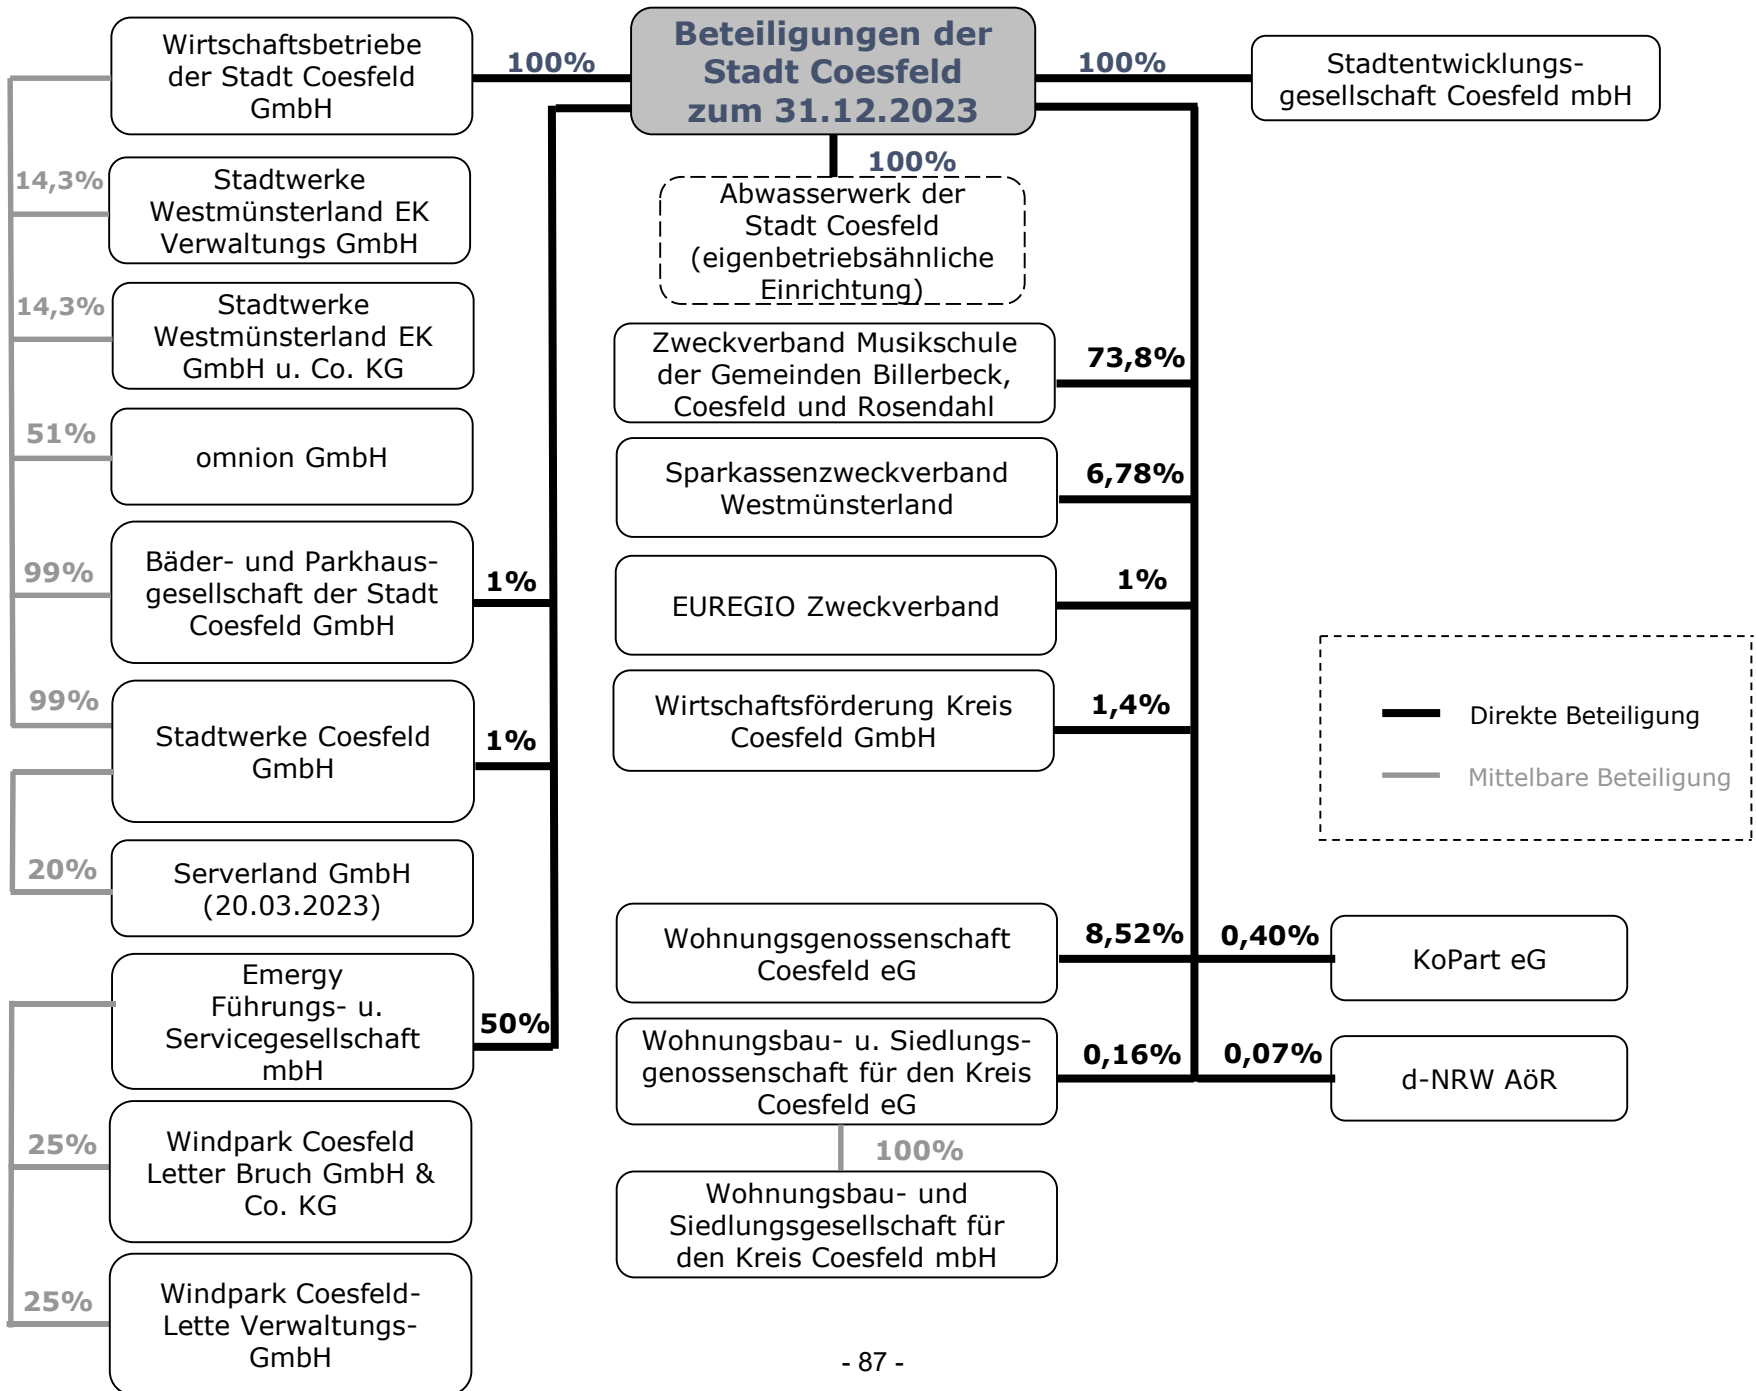 Beteiligungen der
Stadt Coesfeld
zum 31.12.2023
Wirtschaftsbetriebe
der Stadt Coesfeld
GmbH
100%
100%
Stadtentwicklungs-
gesellschaft Coesfeld mbH
100%
Abwasserwerk der
Stadt Coesfeld
(eigenbetriebsähnliche
Einrichtung)
14,3%
Stadtwerke
Westmünsterland EK
Verwaltungs GmbH
14,3%
Stadtwerke
Westmünsterland EK
GmbH u. Co. KG
51%
omnion GmbH
99%
Bäder- und Parkhaus-
gesellschaft der Stadt
Coesfeld GmbH
1%
99%
Stadtwerke Coesfeld
GmbH
1%
20%
Serverland GmbH
(20.03.2023)
Emergy
Führungs- u.
Servicegesellschaft
mbH
50%
25%
Windpark Coesfeld
Letter Bruch GmbH &
Co. KG
25%
Windpark Coesfeld-
Lette Verwaltungs-
GmbH
Zweckverband Musikschule
der Gemeinden Billerbeck,
Coesfeld und Rosendahl
73,8%
Sparkassenzweckverband
Westmünsterland
6,78%
EUREGIO Zweckverband
1%
Wirtschaftsförderung Kreis
Coesfeld GmbH
1,4%
Wohnungsgenossenschaft
Coesfeld eG
8,52%
0,40%
KoPart eG
Wohnungsbau- u. Siedlungs-
genossenschaft für den Kreis
Coesfeld eG
0,16%
0,07%
d-NRW AöR
100%
Wohnungsbau- und
Siedlungsgesellschaft für
den Kreis Coesfeld mbH
Direkte Beteiligung
Mittelbare Beteiligung
- 87 -